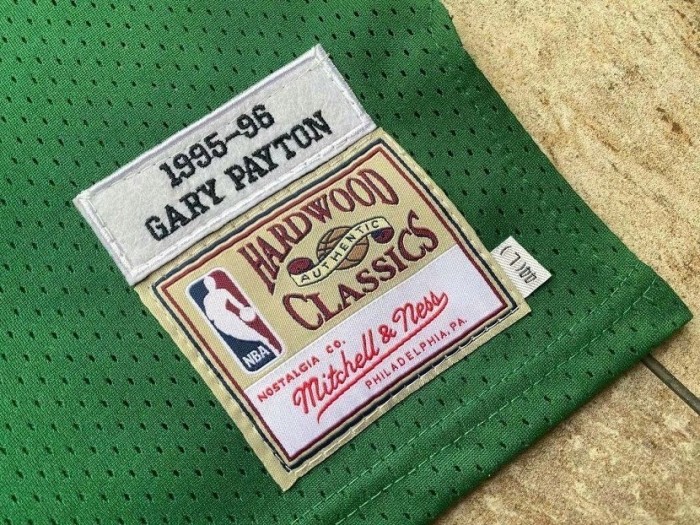 1995-96
GARY PAYTON
HARDWOOD
AUTHENTIC
CLASSICS
NBA
NOSTALGIA CO.
Mitchell & Ness
PHILADELPHIA, PA.